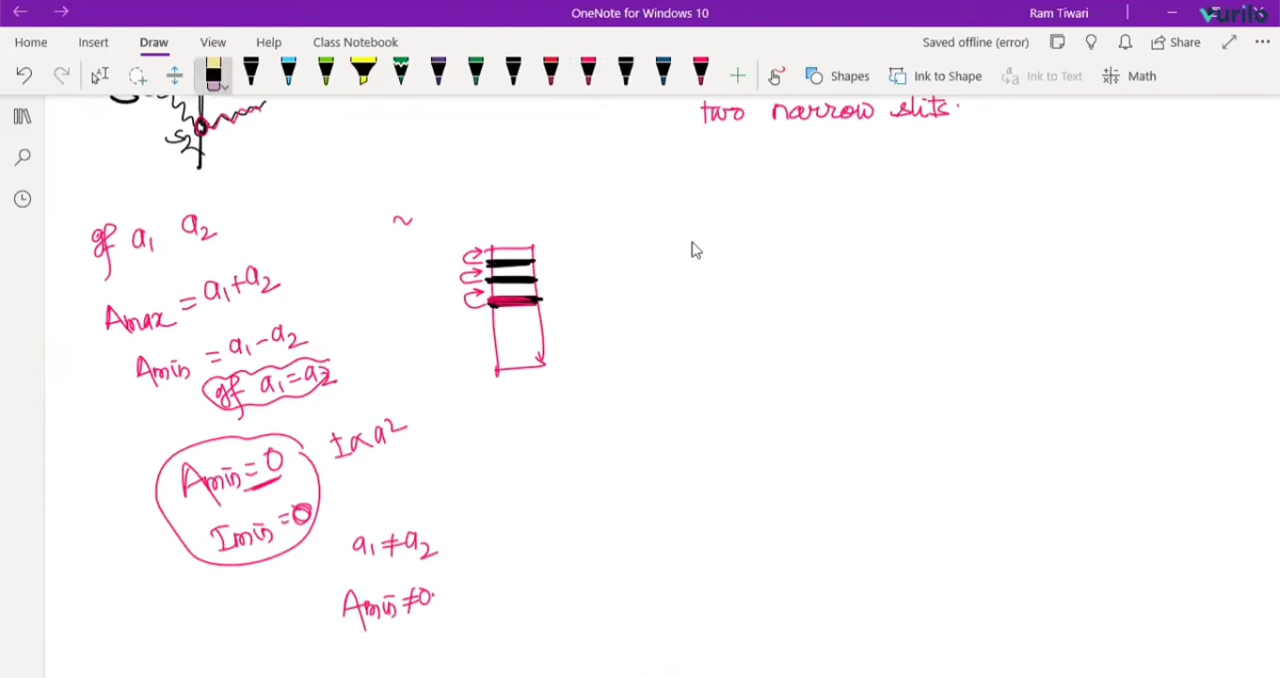 OneNote for Windows 10
Ram Tiwari
Yurilo
Home Insert Draw View Help Class Notebook
Saved offline (error)
Share
Shapes
Ink to Shape
Ink to Text
Math
two narrow slits.
S2
If a1 a2
~
Amax = a1+a2
Amin = a1-a2
If a1=a2
I∝a²
Amin=0
Imin=0
a1≠a2
Amin≠0.